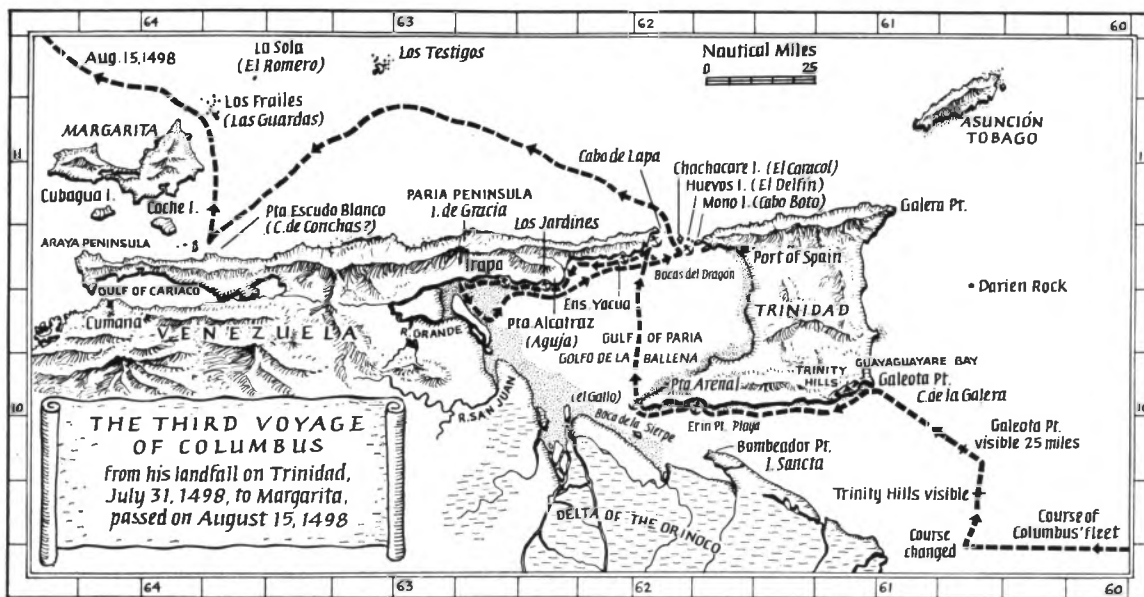 64
63
62
61
60
Aug. 15, 1498
La Sola
(El Romero)
Los Testigos
Nautical Miles
0 25
Los Frailes
(Las Guardas)
ASUNCIÓN
TOBAGO
MARGARITA
11
Cabo de Lapa
Chachacare I. (El Caracol)
Huevos I. (El Delfin)
Mono I. (Cabo Boto)
Cubagua I.
Coche I.
PARIA PENINSULA
I. de Gracia
Galera Pt.
Pta Escudo Blanco
(C. de Conchas?)
Los Jardines
ARAYA PENINSULA
Irapa
Bocas del Dragón
Port of Spain
GULF OF CARIACO
Ens. Yacua
Darien Rock
Cumana
VENEZUELA
R. GRANDE
Pta Alcatraz
(Aguja)
GULF OF PARIA
GOLFO DE LA BALLENA
TRINIDAD
TRINITY
HILLS
GUAYAGUAYARE BAY
Pta Arenal
Galeota Pt.
C. de la Galera
10
10
R. SAN JUAN
(el Gallo)
Boca de la Sierpe
Erin Pt. Playa
THE THIRD VOYAGE
OF COLUMBUS
from his landfall on Trinidad,
July 31, 1498, to Margarita,
passed on August 15, 1498
Galeota Pt.
visible 25 miles
Bombeador Pt.
I. Sancta
Trinity Hills visible
DELTA OF THE ORINOCO
Course
changed
Course of
Columbus' fleet
64
63
62
61
60